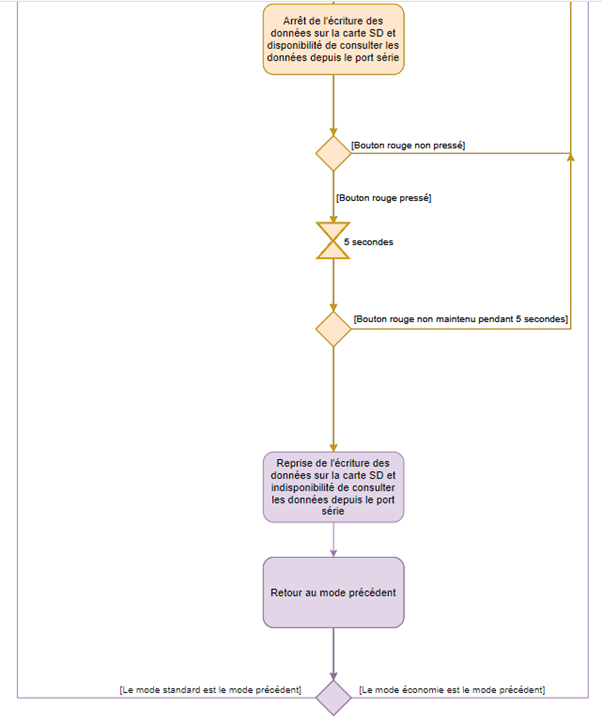 Arrêt de l'écriture des
données sur la carte SD et
disponibilité de consulter les
données depuis le port série
[Bouton rouge non pressé]
[Bouton rouge pressé]
5 secondes
[Bouton rouge non maintenu pendant 5 secondes]
Reprise de l'écriture des
données sur la carte SD et
indisponibilité de consulter
les données depuis le port
série
Retour au mode précédent
[Le mode standard est le mode précédent]
[Le mode économie est le mode précédent]